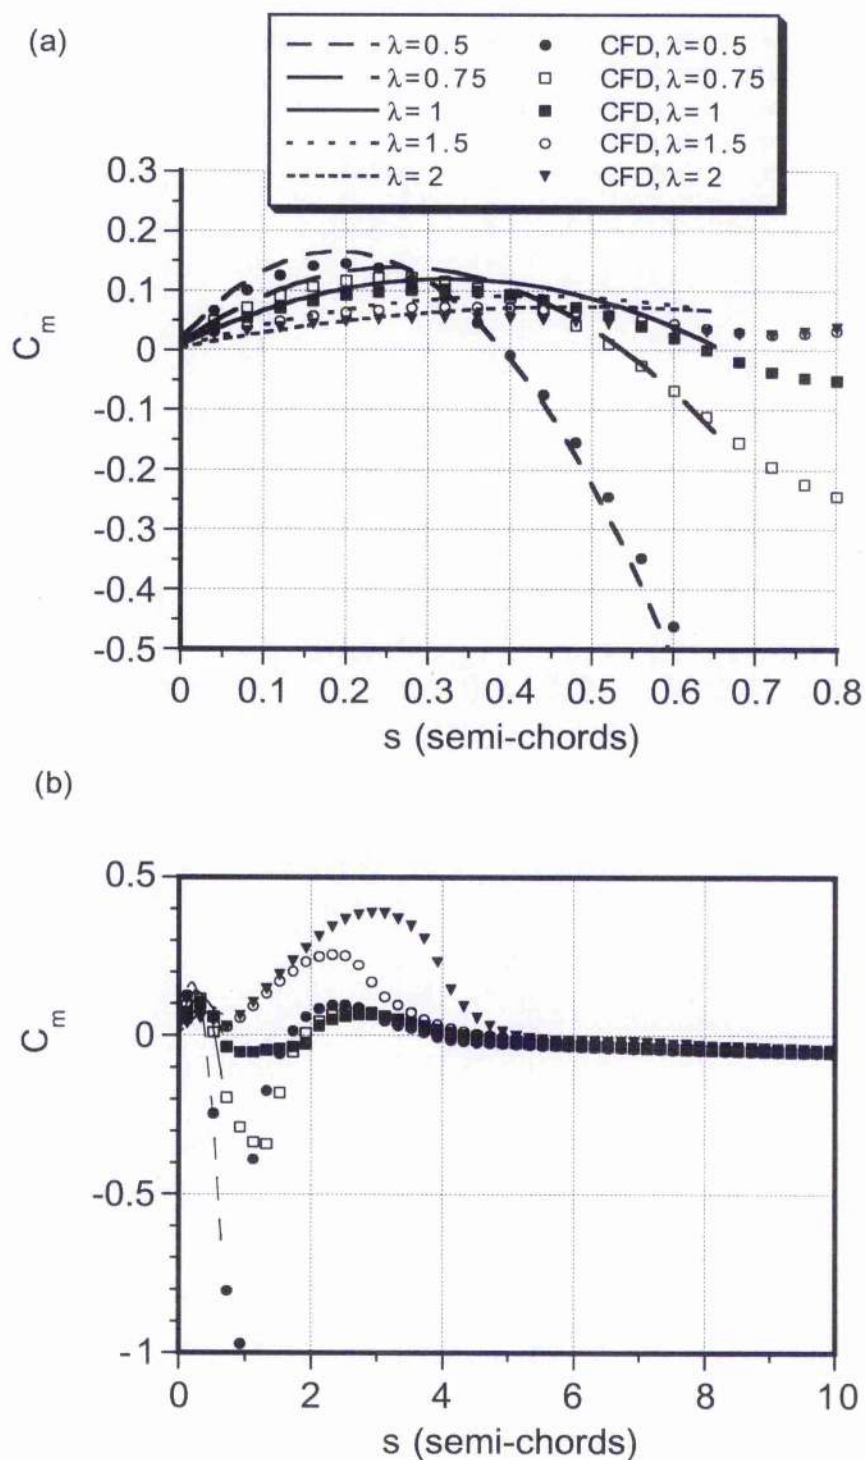 (a)
λ=0.5 CFD, λ=0.5
λ=0.75 CFD, λ=0.75
λ=1 CFD, λ=1
λ=1.5 CFD, λ=1.5
λ=2 CFD, λ=2
0.3
0.2
0.1
0
-0.1
-0.2
-0.3
-0.4
-0.5
Cm
0 0.1 0.2 0.3 0.4 0.5 0.6 0.7 0.8
s (semi-chords)
(b)
0.5
0
-0.5
-1
Cm
0 2 4 6 8 10
s (semi-chords)